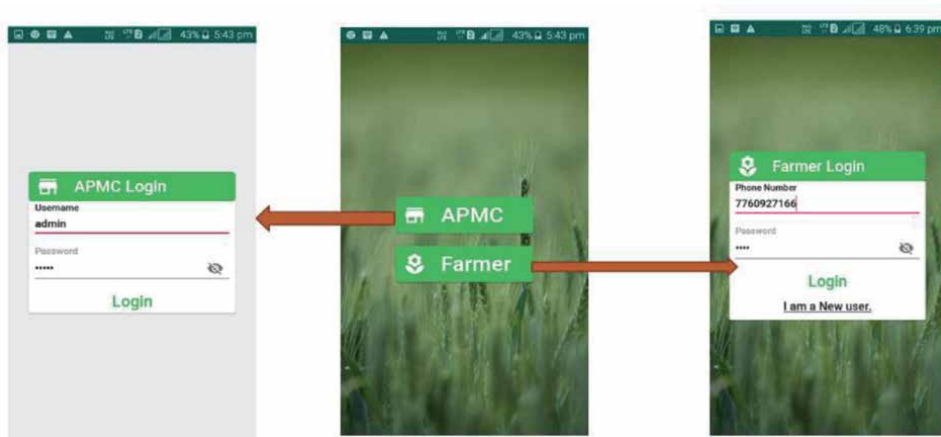 43% 5:43 pm
APMC Login
Username
admin
Password
•••••
Login
43% 5:43 pm
APMC
Farmer
48% 6:39 pm
Farmer Login
Phone Number
7760927166
Password
••••
Login
I am a New user.